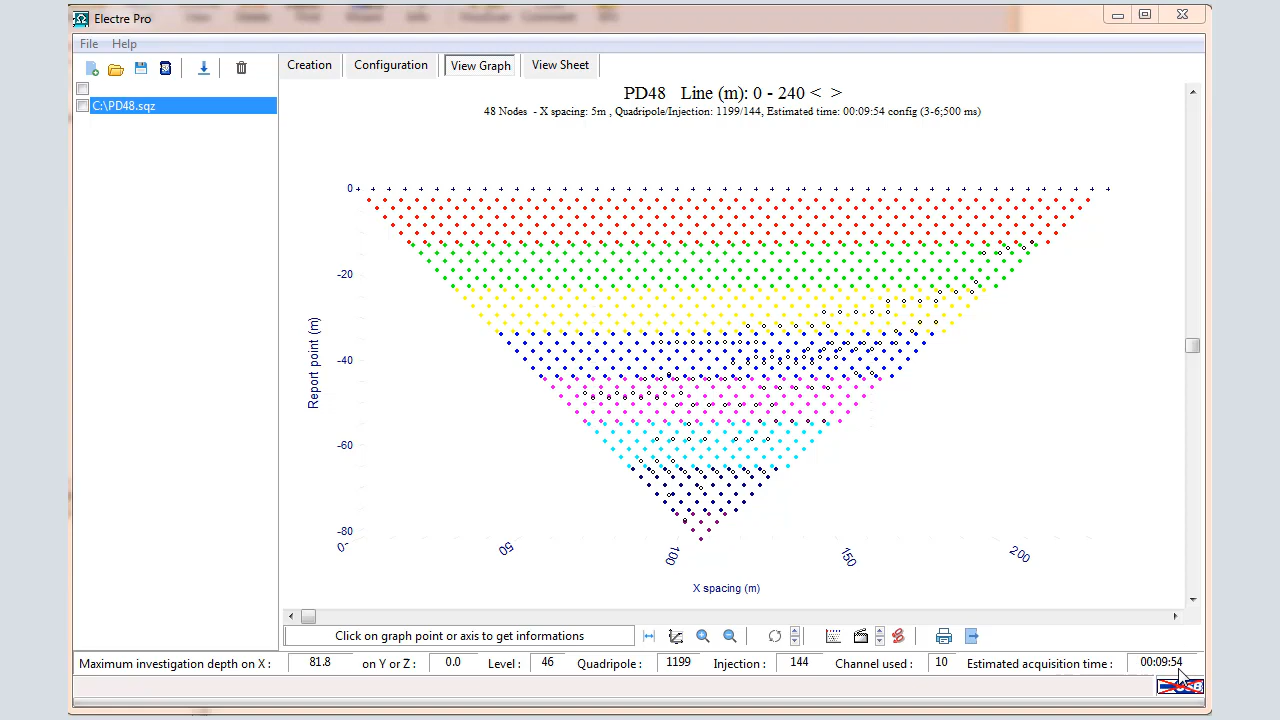 Electre Pro
File Help
Creation Configuration View Graph View Sheet
C:\PD48.sqz
PD48 Line (m): 0 - 240 < >
48 Nodes - X spacing: 5m , Quadripole/Injection: 1199/144, Estimated time: 00:09:54 config (3-6;500 ms)
0
-20
-40
-60
-80
Report point (m)
0- 50 100 150 200
X spacing (m)
Click on graph point or axis to get informations
Maximum investigation depth on X : 81.8 on Y or Z : 0.0 Level : 46 Quadripole : 1199 Injection : 144 Channel used : 10 Estimated acquisition time : 00:09:54